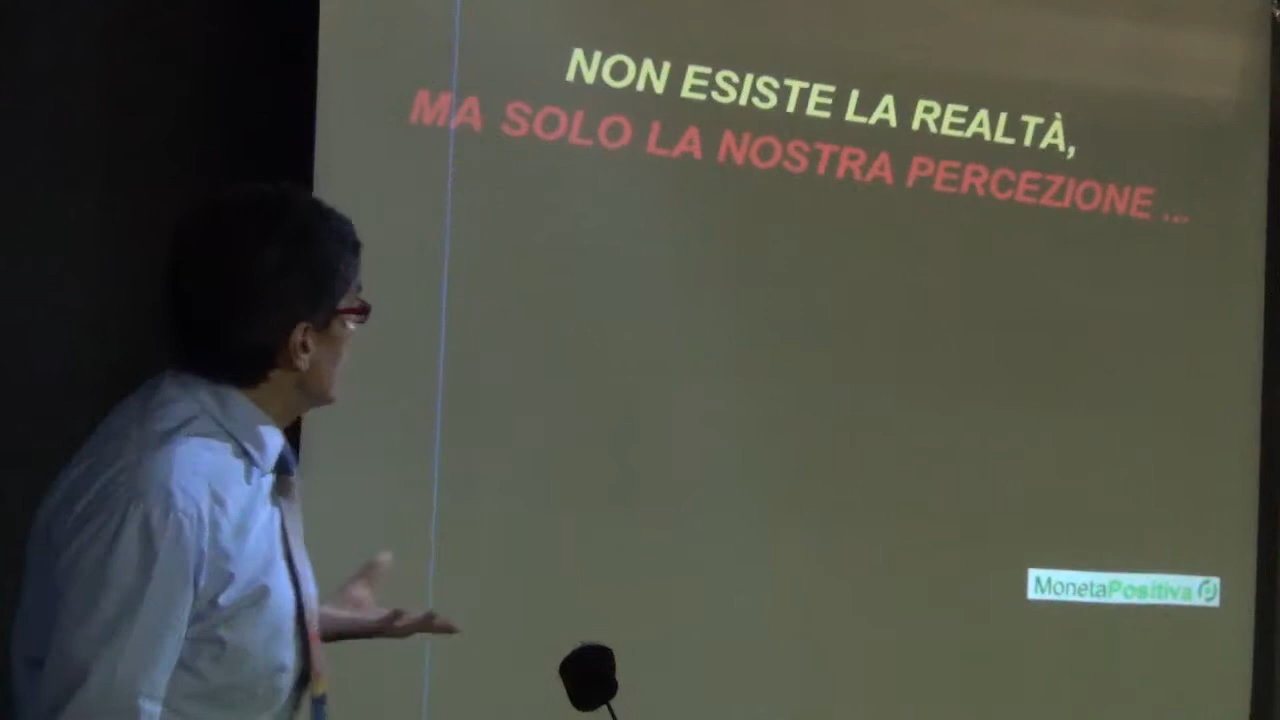 NON ESISTE LA REALTÀ,
MA SOLO LA NOSTRA PERCEZIONE ...
MonetaPositiva